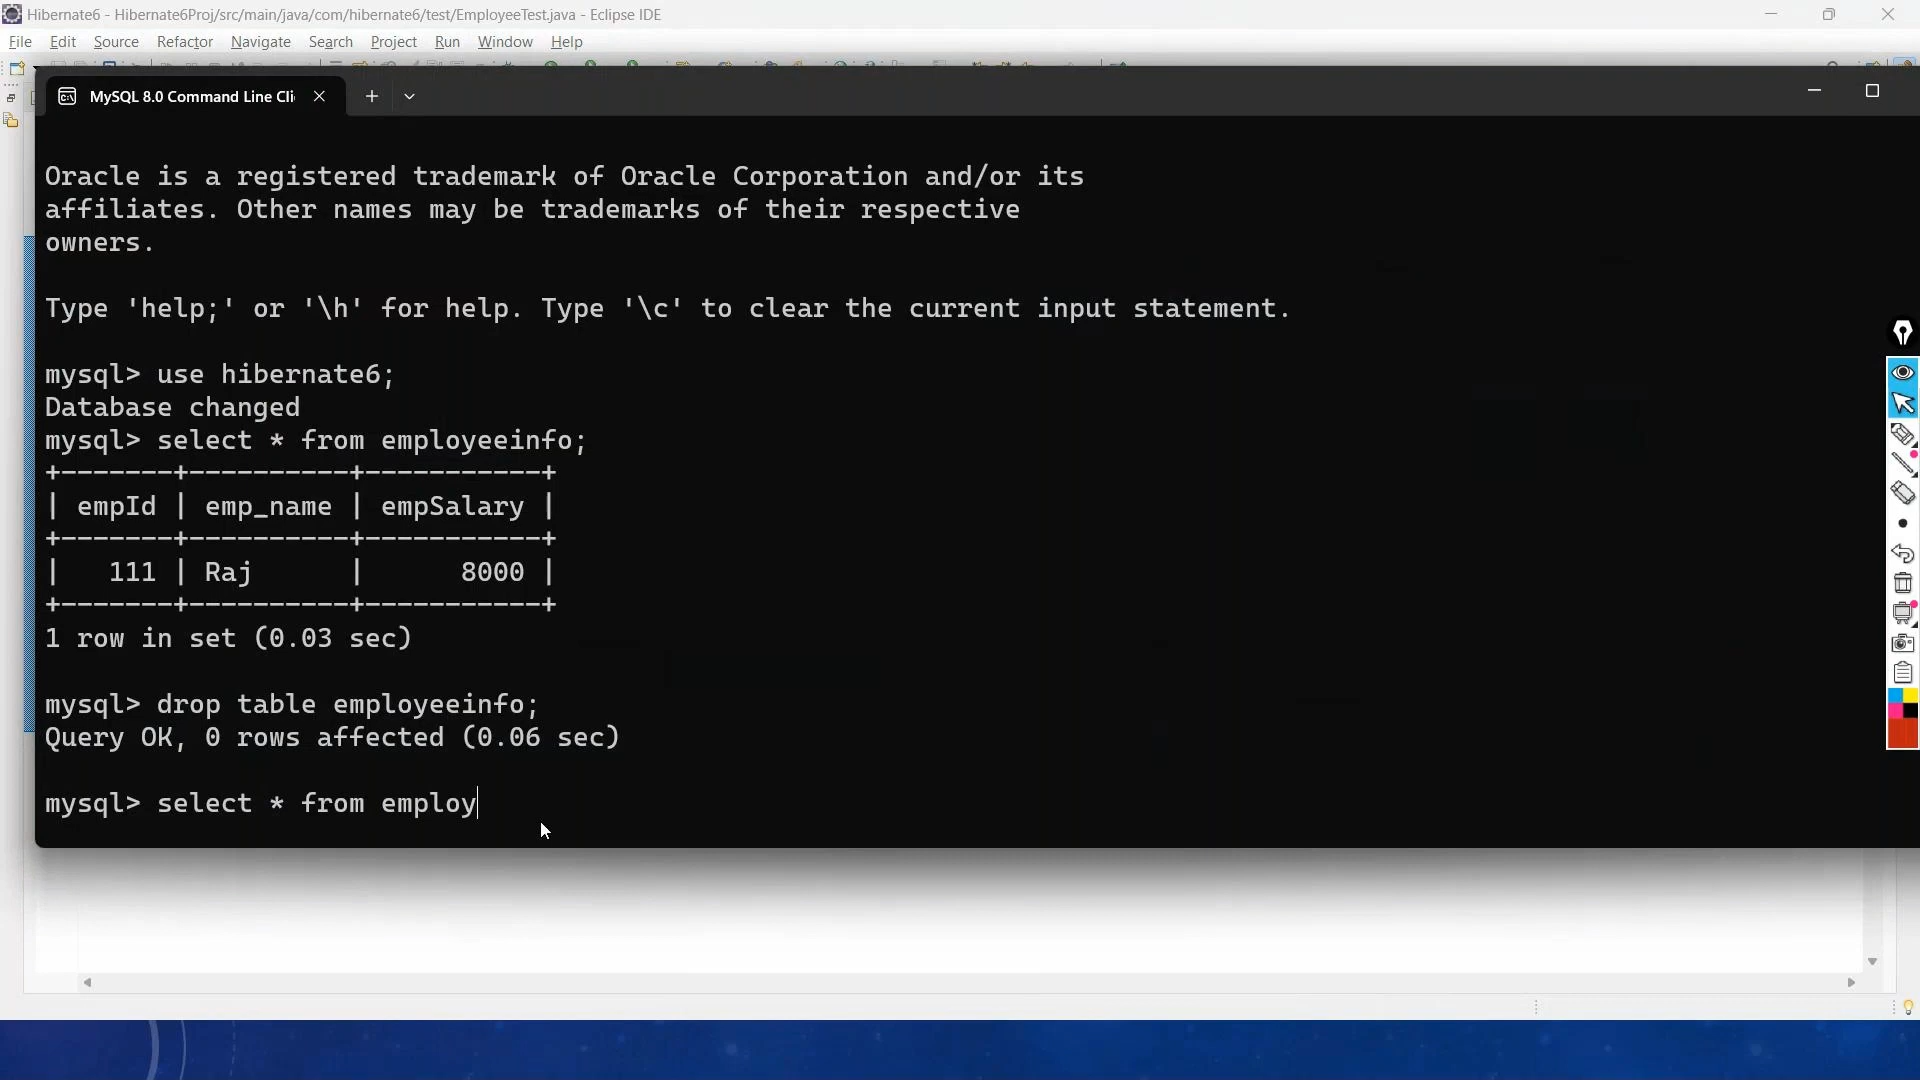 Hibernate6 - Hibernate6Proj/src/main/java/com/hibernate6/test/EmployeeTest.java - Eclipse IDE
File Edit Source Refactor Navigate Search Project Run Window Help
MySQL 8.0 Command Line Cli
Oracle is a registered trademark of Oracle Corporation and/or its
affiliates. Other names may be trademarks of their respective
owners.
Type 'help;' or '\h' for help. Type '\c' to clear the current input statement.
mysql> use hibernate6;
Database changed
mysql> select * from employeeinfo;
+-------+----------+-----------+
| empId | emp_name | empSalary |
+-------+----------+-----------+
|   111 | Raj      |      8000 |
+-------+----------+-----------+
1 row in set (0.03 sec)
mysql> drop table employeeinfo;
Query OK, 0 rows affected (0.06 sec)
mysql> select * from employ